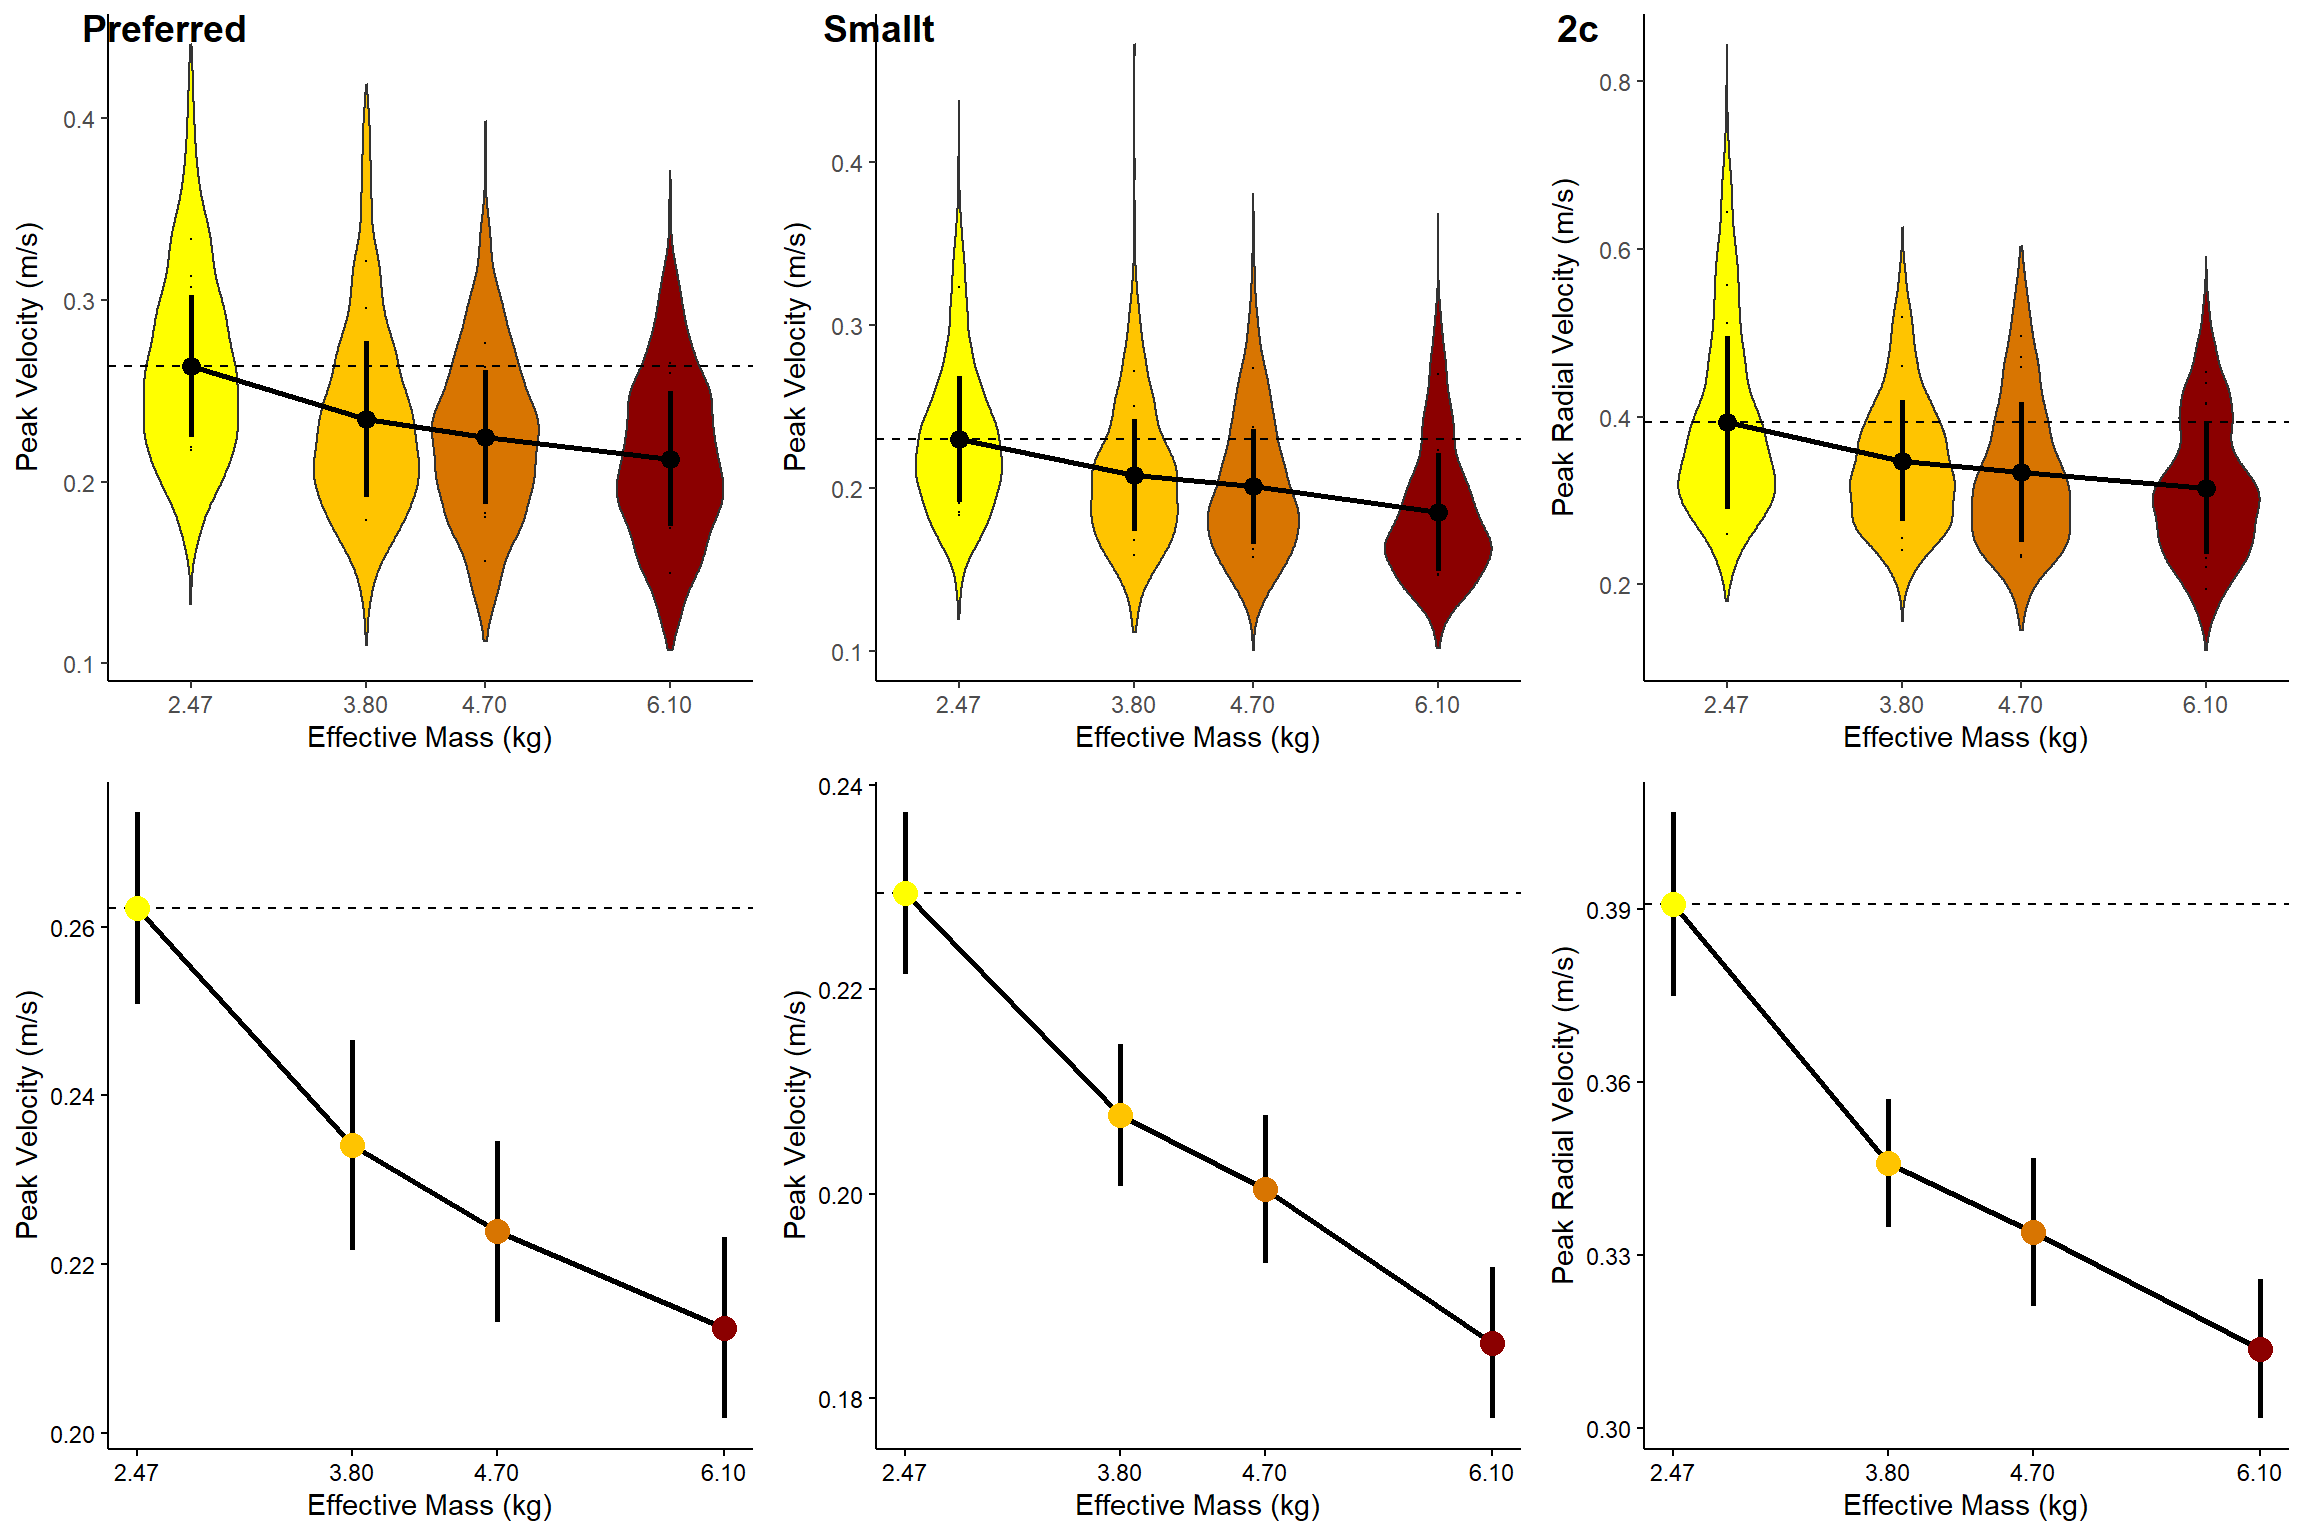 Preferred
Smallt
2c
Peak Velocity (m/s)
0.4
0.3
0.2
0.1
2.47 3.80 4.70 6.10
Effective Mass (kg)
Peak Velocity (m/s)
0.4
0.3
0.2
0.1
2.47 3.80 4.70 6.10
Effective Mass (kg)
Peak Radial Velocity (m/s)
0.8
0.6
0.4
0.2
2.47 3.80 4.70 6.10
Effective Mass (kg)
Peak Velocity (m/s)
0.26
0.24
0.22
0.20
2.47 3.80 4.70 6.10
Effective Mass (kg)
Peak Velocity (m/s)
0.24
0.22
0.20
0.18
2.47 3.80 4.70 6.10
Effective Mass (kg)
Peak Radial Velocity (m/s)
0.39
0.36
0.33
0.30
2.47 3.80 4.70 6.10
Effective Mass (kg)